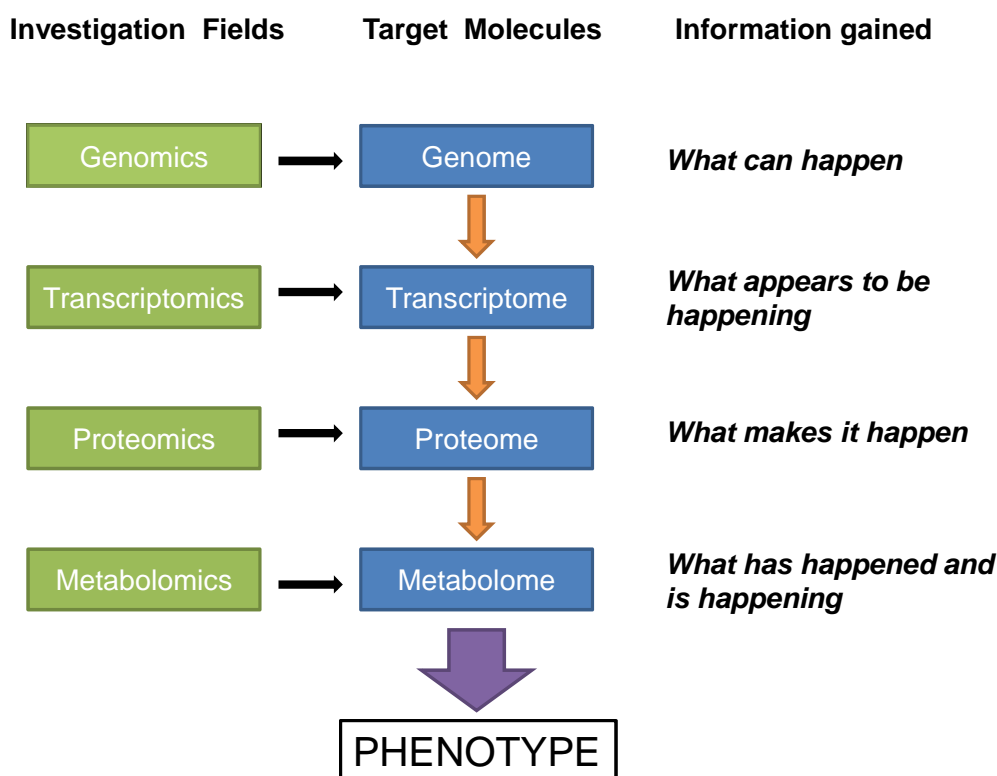 Investigation Fields Target Molecules Information gained
Genomics Genome What can happen
Transcriptomics Transcriptome What appears to be
happening
Proteomics Proteome What makes it happen
Metabolomics Metabolome What has happened and
is happening
PHENOTYPE